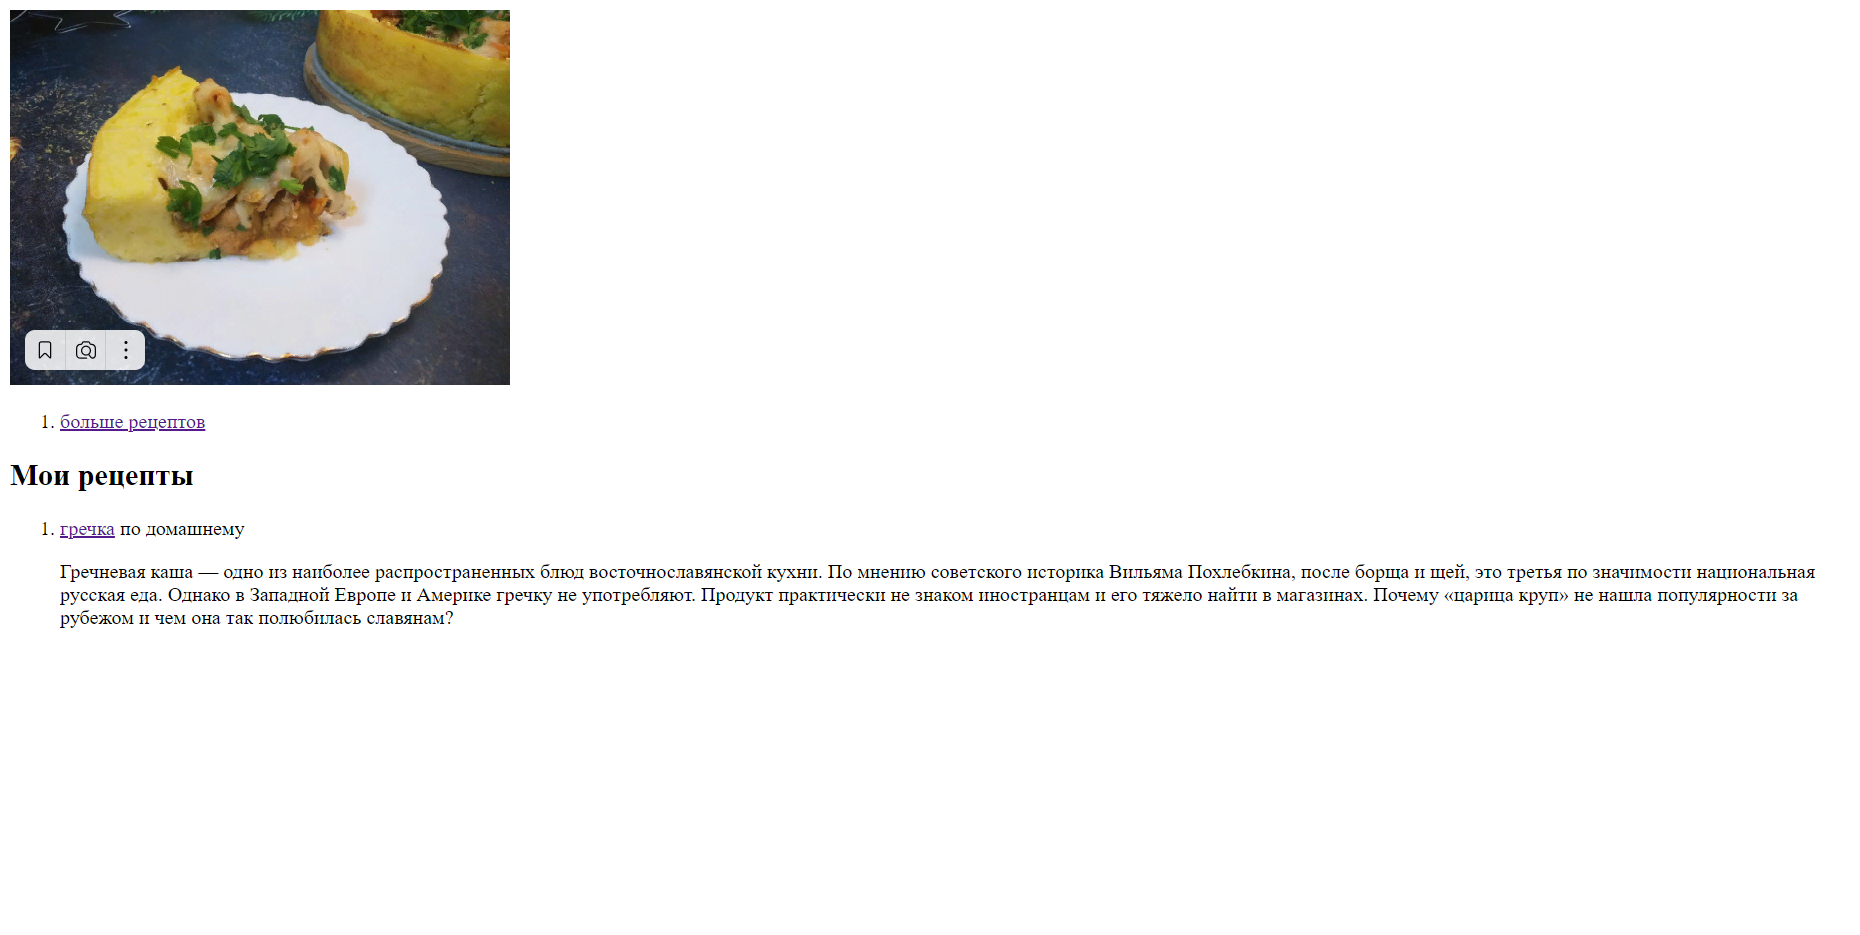 1. больше рецептов
Мои рецепты
1. гречка по домашнему
Гречневая каша — одно из наиболее распространенных блюд восточнославянской кухни. По мнению советского историка Вильяма Похлебкина, после борща и щей, это третья по значимости национальная
русская еда. Однако в Западной Европе и Америке гречку не употребляют. Продукт практически не знаком иностранцам и его тяжело найти в магазинах. Почему «царица круп» не нашла популярности за
рубежом и чем она так полюбилась славянам?